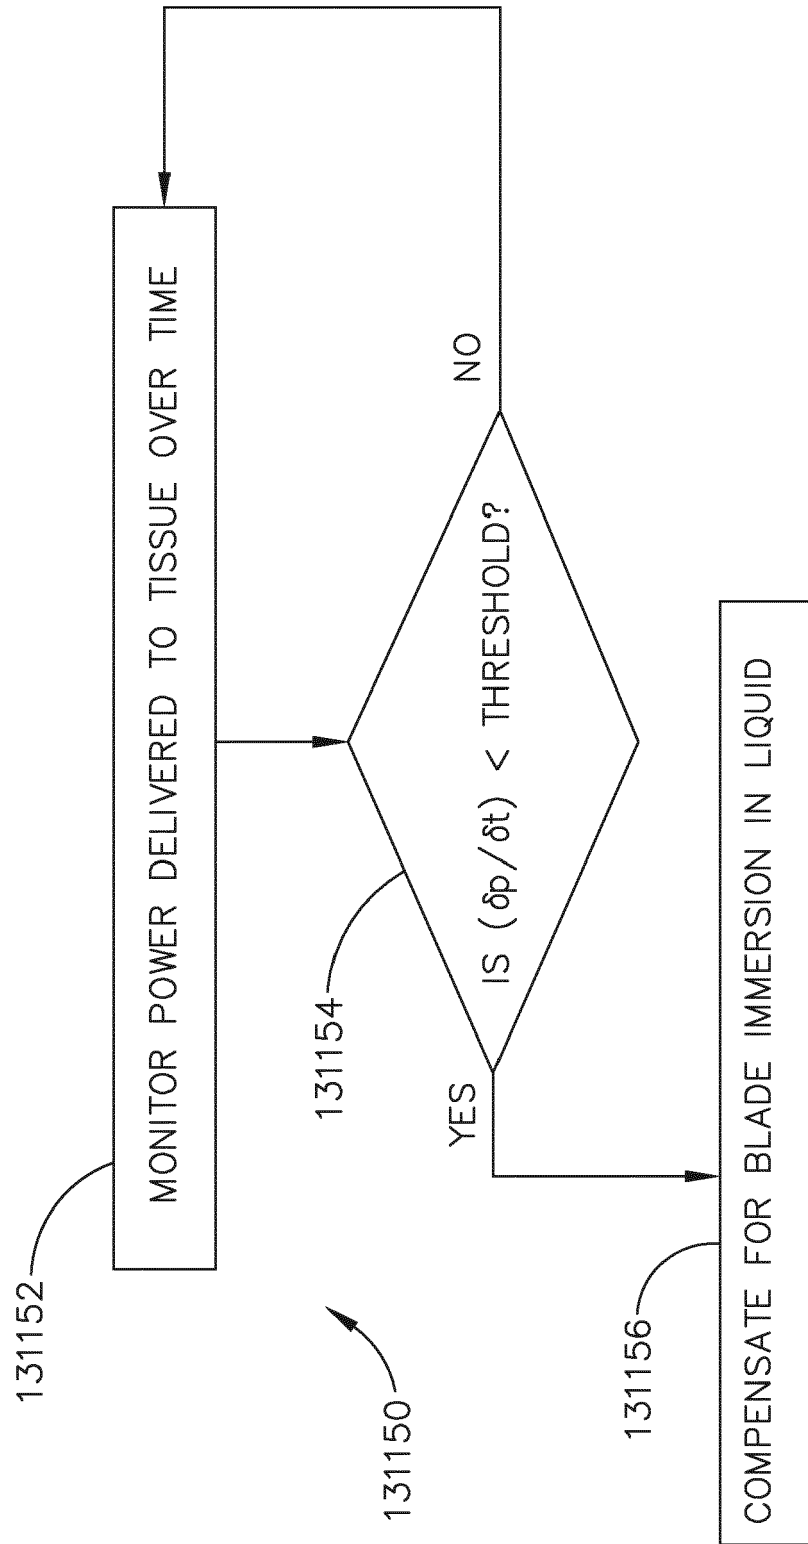 131152
MONITOR POWER DELIVERED TO TISSUE OVER TIME
131150
131154
IS (δp/δt) < THRESHOLD?
YES
NO
131156
COMPENSATE FOR BLADE IMMERSION IN LIQUID